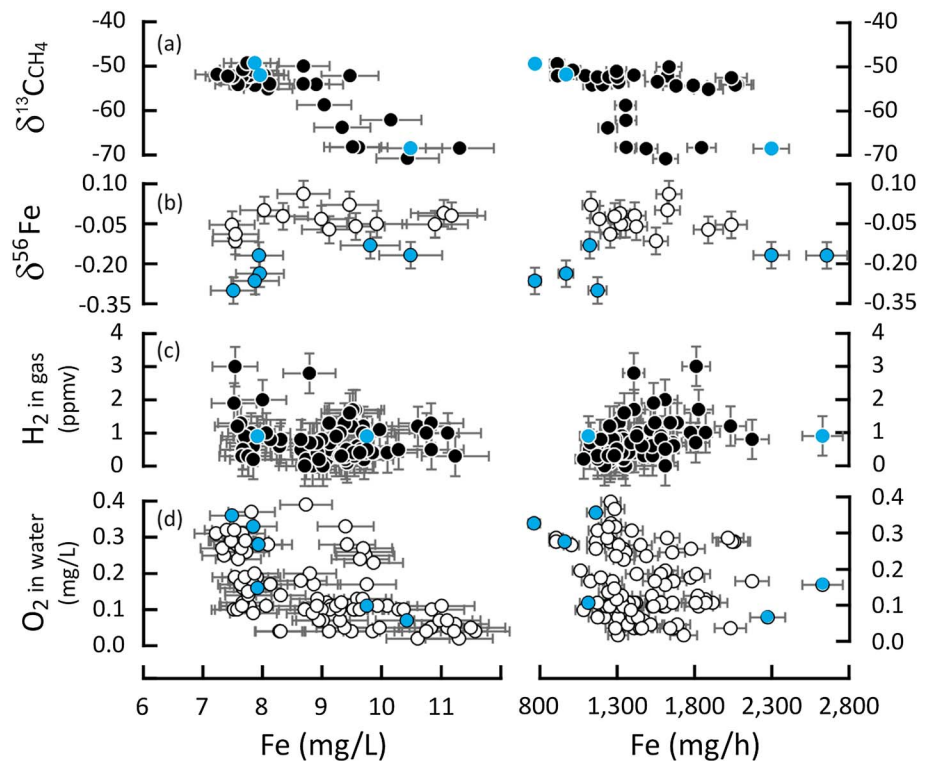 -40
-50
-60
-70
δ¹³CCH₄
(a)
-40
-50
-60
-70
0.10
-0.05
-0.20
-0.35
δ⁵⁶Fe
(b)
0.10
-0.05
-0.20
-0.35
4
3
2
1
0
H₂ in gas
(ppmv)
(c)
4
3
2
1
0
0.4
0.3
0.2
0.1
0.0
O₂ in water
(mg/L)
(d)
0.4
0.3
0.2
0.1
0.0
6 7 8 9 10 11
800 1,300 1,800 2,300 2,800
Fe (mg/L)
Fe (mg/h)